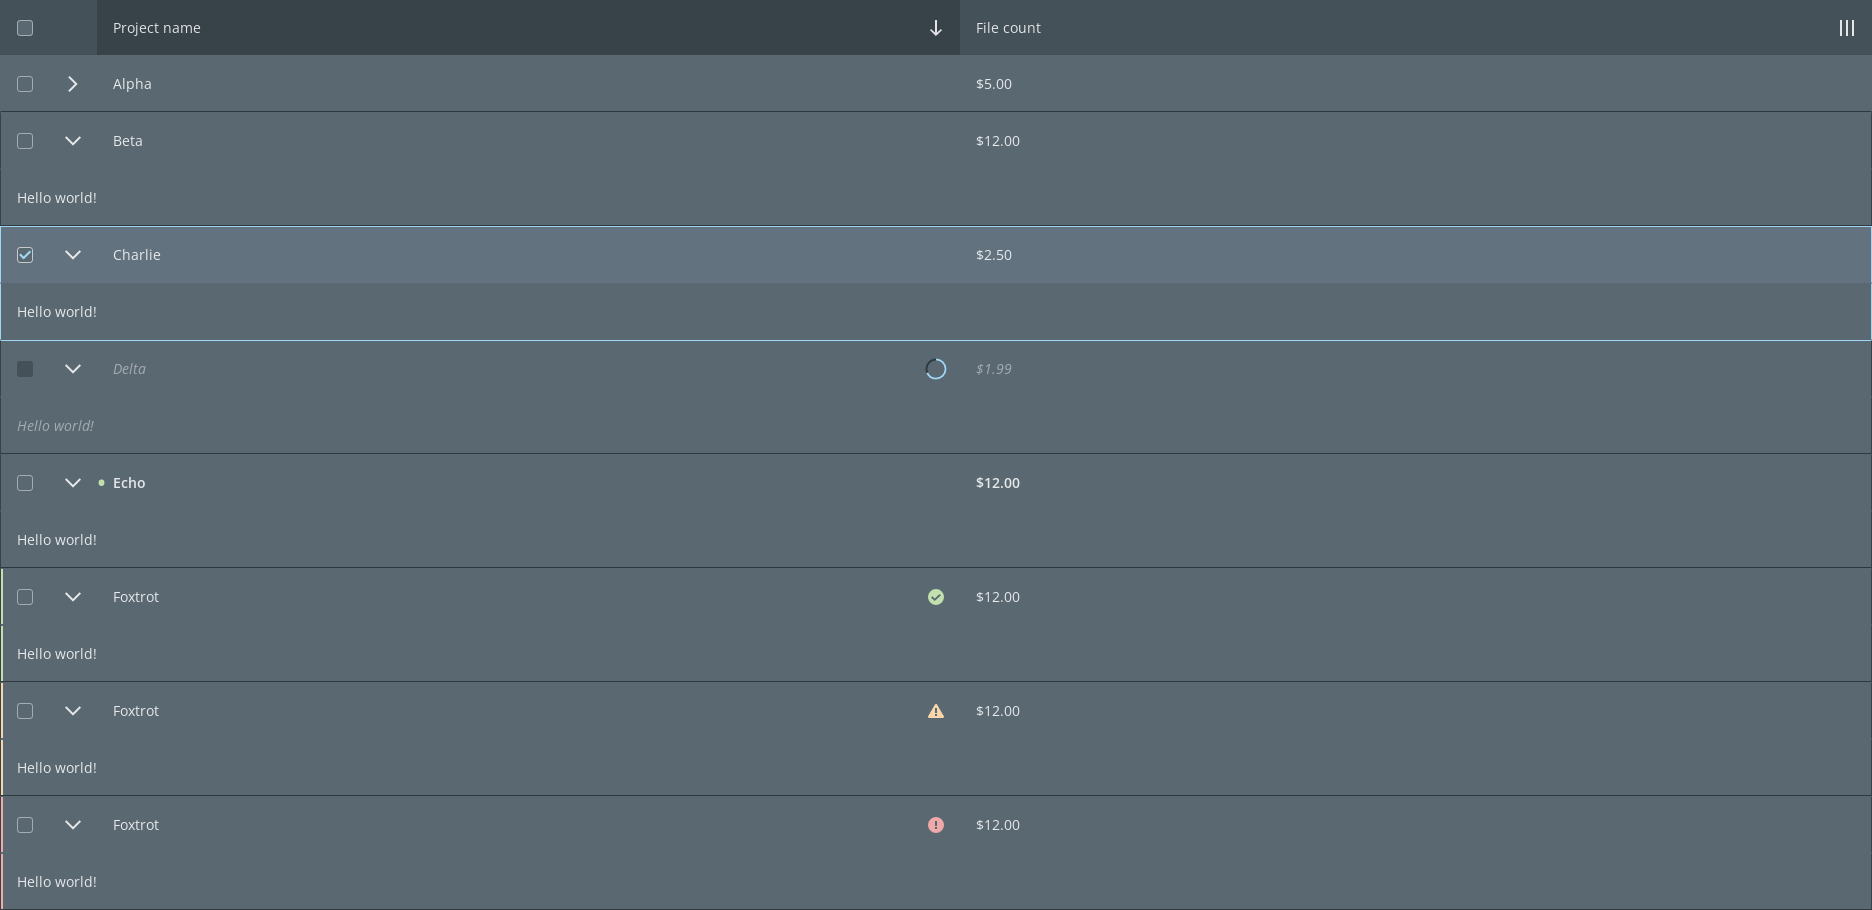 Project name File count
Alpha $5.00
Beta $12.00
Hello world!
Charlie $2.50
Hello world!
Delta $1.99
Hello world!
Echo $12.00
Hello world!
Foxtrot $12.00
Hello world!
Foxtrot $12.00
Hello world!
Foxtrot $12.00
Hello world!